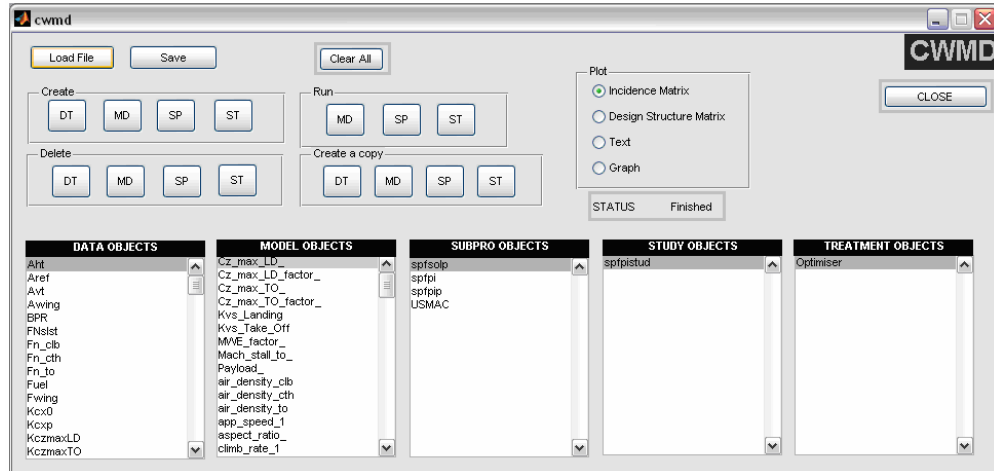 cwmd
Load File
Save
Clear All
CWMD
CLOSE
Create
DT
MD
SP
ST
Run
MD
SP
ST
Plot
Incidence Matrix
Design Structure Matrix
Text
Graph
Delete
DT
MD
SP
ST
Create a copy
DT
MD
SP
ST
STATUS Finished
DATA OBJECTS
Aht
Aref
Avt
Awing
BPR
FNslst
Fn_clb
Fn_cth
Fn_to
Fuel
Fwing
Kcx0
Kcxp
KczmaxLD
KczmaxTO
MODEL OBJECTS
Cz_max_LD_
Cz_max_LD_factor_
Cz_max_TO_
Cz_max_TO_factor_
Kvs_Landing
Kvs_Take_Off
MWE_factor_
Mach_stall_to_
Payload_
air_density_clb
air_density_cth
air_density_to
app_speed_1
aspect_ratio_
climb_rate_1
SUBPRO OBJECTS
spfsolp
spfpi
spfpip
USMAC
STUDY OBJECTS
spfpistud
TREATMENT OBJECTS
Optimiser